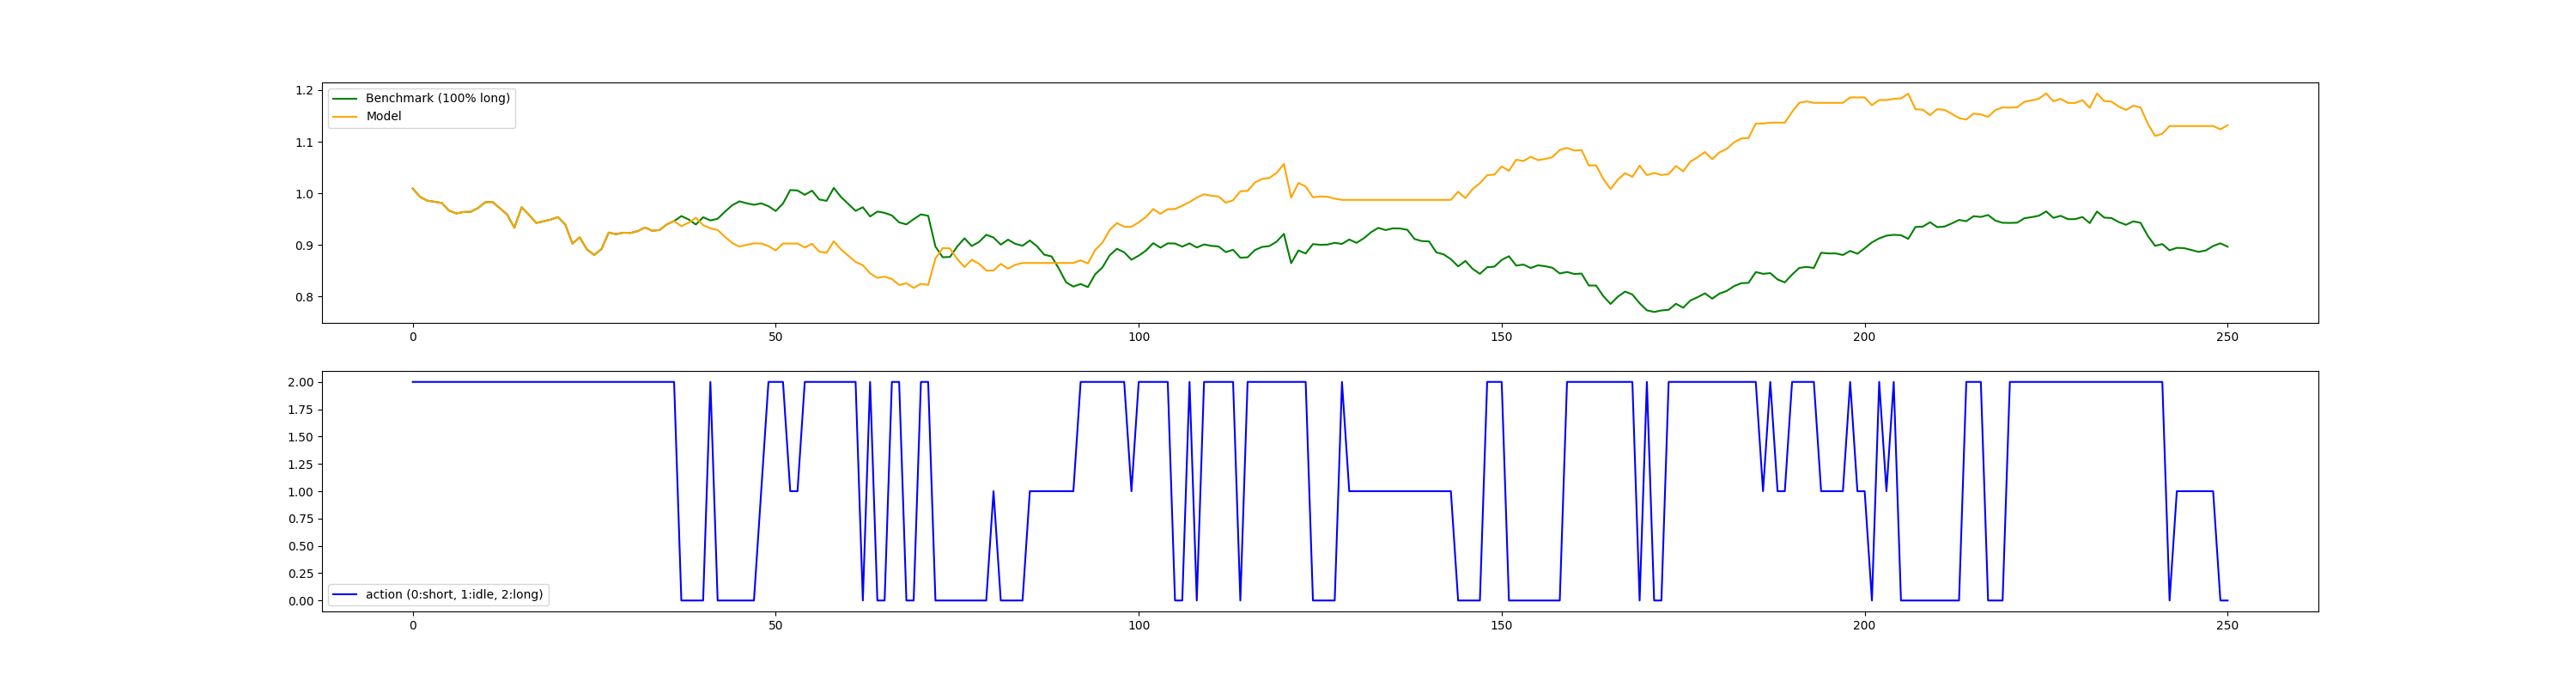 1.2
Benchmark (100% long)
Model
1.1
1.0
0.9
0.8
0 50 100 150 200 250
2.00
1.75
1.50
1.25
1.00
0.75
0.50
0.25
action (0:short, 1:idle, 2:long)
0.00
0 50 100 150 200 250